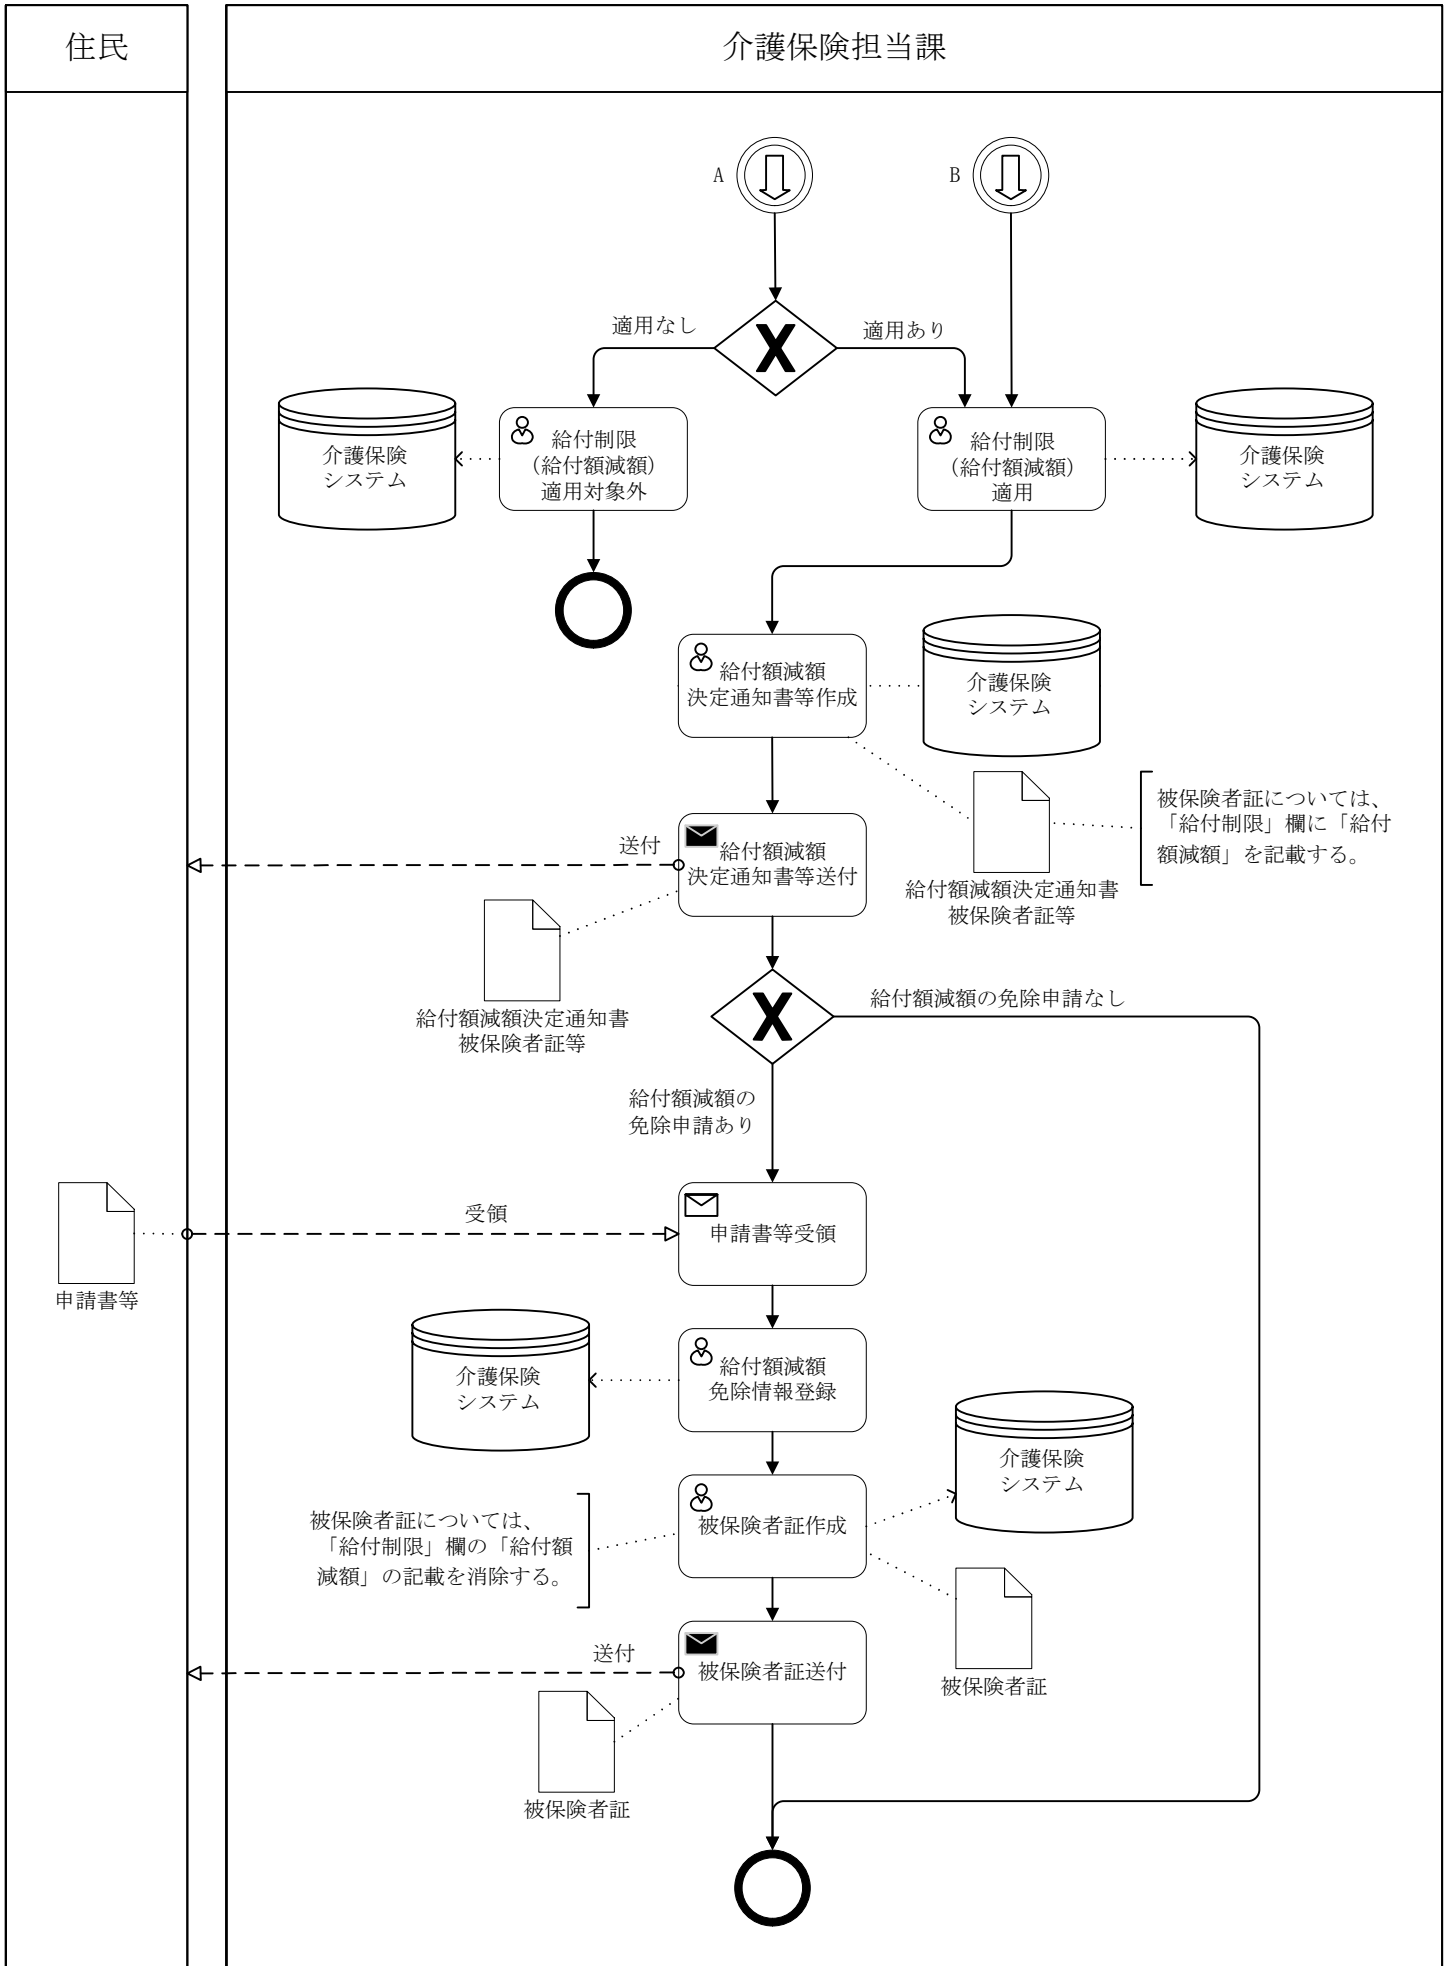 住民
介護保険担当課
A
B
適用なし
適用あり
介護保険
システム
給付制限
(給付額減額)
適用対象外
給付制限
(給付額減額)
適用
介護保険
システム
給付額減額
決定通知書等作成
介護保険
システム
被保険者証については、
「給付制限」欄に「給付
額減額」を記載する。
給付額減額決定通知書
被保険者証等
送付
給付額減額
決定通知書等送付
給付額減額決定通知書
被保険者証等
給付額減額の免除申請なし
給付額減額の
免除申請あり
申請書等
受領
申請書等受領
介護保険
システム
給付額減額
免除情報登録
介護保険
システム
被保険者証については、
「給付制限」欄の「給付額
減額」の記載を消除する。
被保険者証作成
被保険者証
送付
被保険者証送付
被保険者証